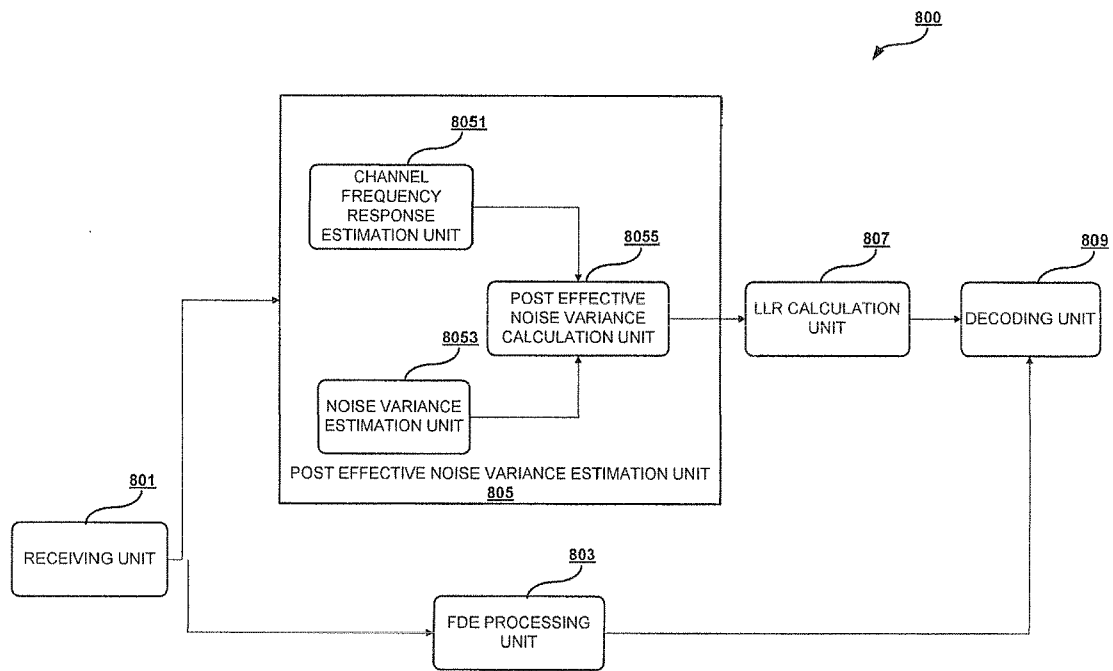 800
8051
CHANNEL
FREQUENCY
RESPONSE
ESTIMATION UNIT
8055
POST EFFECTIVE
NOISE VARIANCE
CALCULATION UNIT
807
LLR CALCULATION
UNIT
809
DECODING UNIT
8053
NOISE VARIANCE
ESTIMATION UNIT
POST EFFECTIVE NOISE VARIANCE ESTIMATION UNIT
805
801
RECEIVING UNIT
803
FDE PROCESSING
UNIT